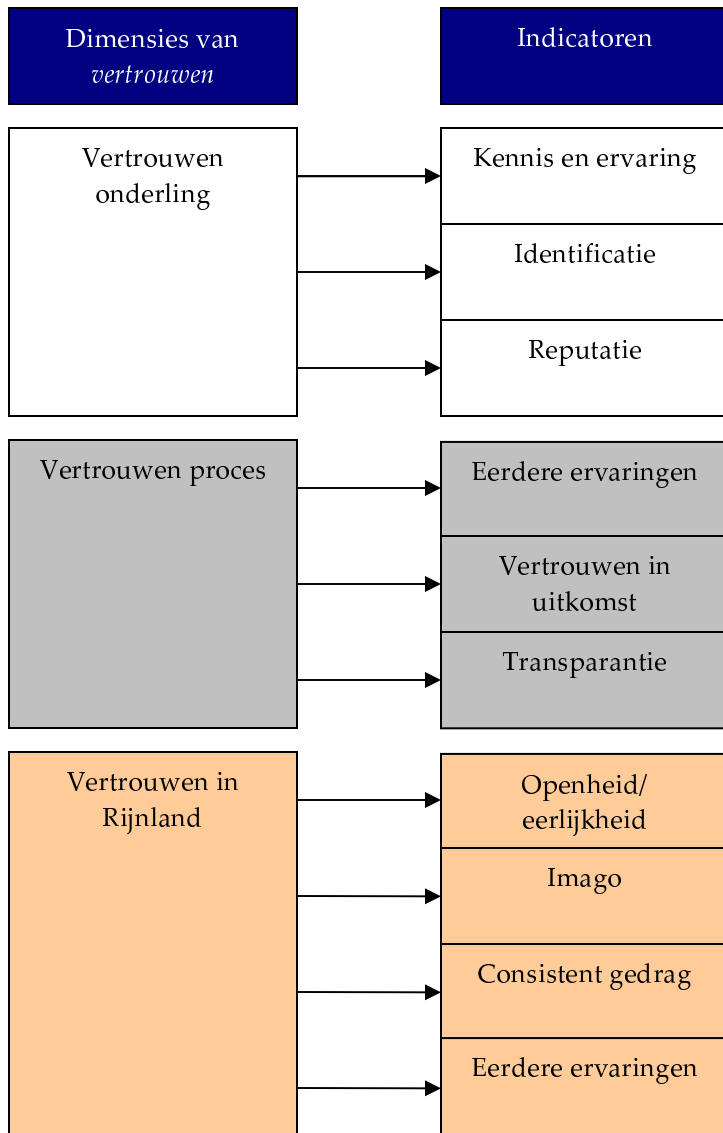 Dimensies van
vertrouwen
Indicatoren
Vertrouwen
onderling
Kennis en ervaring
Identificatie
Reputatie
Vertrouwen proces
Eerdere ervaringen
Vertrouwen in
uitkomst
Transparantie
Vertrouwen in
Rijnland
Openheid/
eerlijkheid
Imago
Consistent gedrag
Eerdere ervaringen